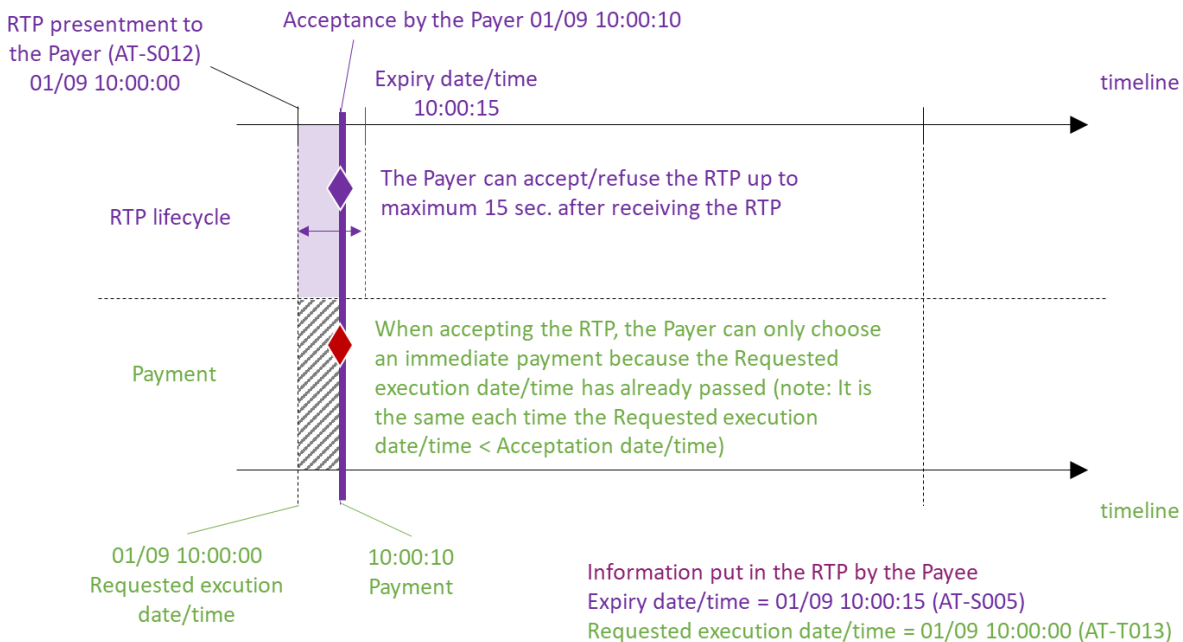 RTP presentment to
the Payer (AT-S012)
01/09 10:00:00
Acceptance by the Payer 01/09 10:00:10
Expiry date/time
10:00:15
timeline
The Payer can accept/refuse the RTP up to
maximum 15 sec. after receiving the RTP
RTP lifecycle
When accepting the RTP, the Payer can only choose
an immediate payment because the Requested
execution date/time has already passed (note: It is
the same each time the Requested execution
date/time < Acceptation date/time)
Payment
timeline
01/09 10:00:00
Requested excution
date/time
10:00:10
Payment
Information put in the RTP by the Payee
Expiry date/time = 01/09 10:00:15 (AT-S005)
Requested execution date/time = 01/09 10:00:00 (AT-T013)